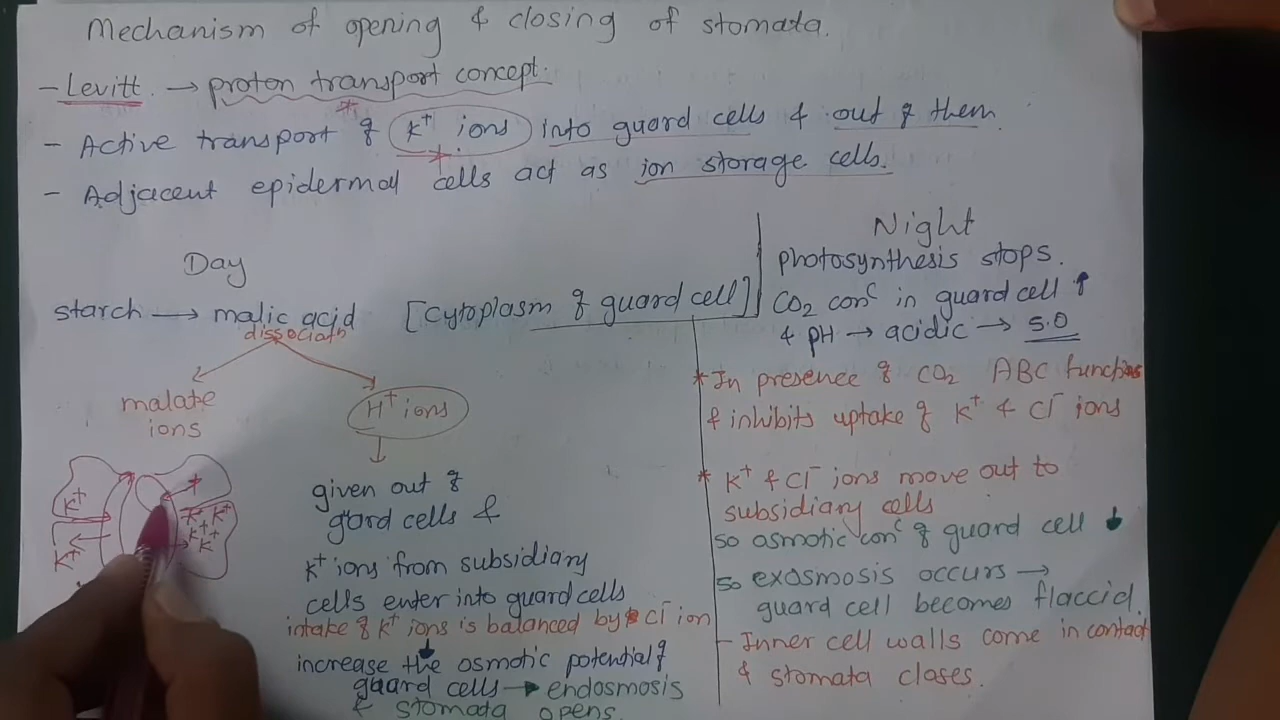 Mechanism of opening & closing of stomata.
- Levitt → proton transport concept.
- Active transport of K+ ions into guard cells & out of them.
- Adjacent epidermal cells act as ion storage cells.
Day
starch → malic acid [Cytoplasm of guard cell]
dissociatn
malate
ions
H+ ions
given out of
gard cells &
K+ ions from subsidiary
cells enter into guard cells
intake of K+ ions is balanced by Cl- ion
increase the osmotic potential of
guard cells → endosmosis
& stomata opens.
K+
K+
K+ K+
K+
K
Night
photosynthesis stops.
CO2 conc in guard cell ↑
& pH → acidic → 5.0
* In presence of CO2 ABC functions
& inhibits uptake of K+ & Cl- ions
* K+ & Cl- ions move out to
subsidiary cells
so osmotic conc of guard cell ↓
so exosmosis occurs →
guard cell becomes flaccid.
- Inner cell walls come in contact
& stomata closes.